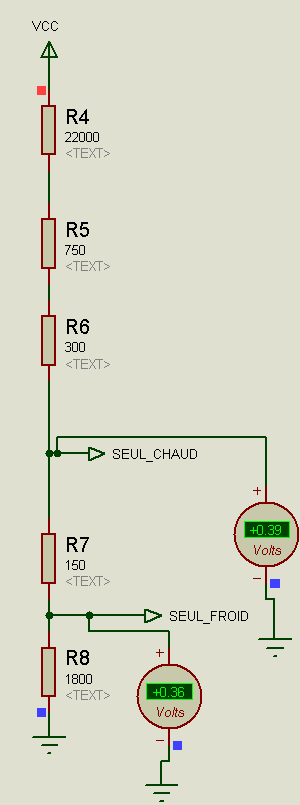 VCC
R4
22000
<TEXT>
R5
750
<TEXT>
R6
300
<TEXT>
SEUL_CHAUD
+
+0.39
Volts
R7
150
<TEXT>
SEUL_FROID
R8
1800
<TEXT>
+
+0.36
Volts